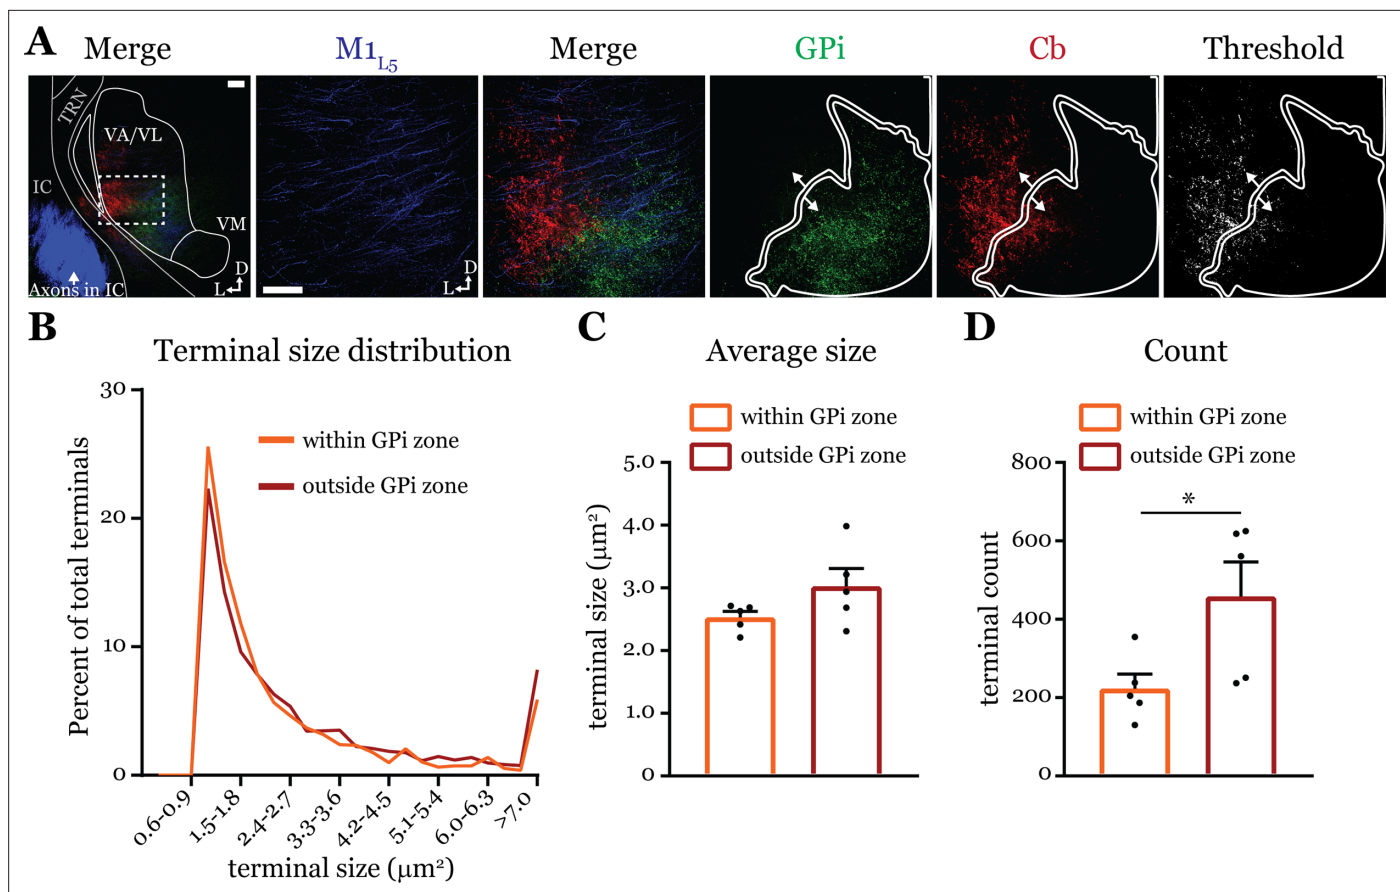 A
Merge
M1L5
Merge
GPi
Cb
Threshold
TRN
VA/VL
IC
VM
D
L
Axons in IC
D
L
B
Terminal size distribution
30
20
10
0
Percent of total terminals
within GPi zone
outside GPi zone
0.6-0.9
1.5-1.8
2.4-2.7
3.3-3.6
4.2-4.5
5.1-5.4
6.0-6.3
>7.0
terminal size (μm²)
C
Average size
within GPi zone
outside GPi zone
5.0
4.0
3.0
2.0
1.0
0
terminal size (μm²)
D
Count
within GPi zone
outside GPi zone
800
600
400
200
0
terminal count
*